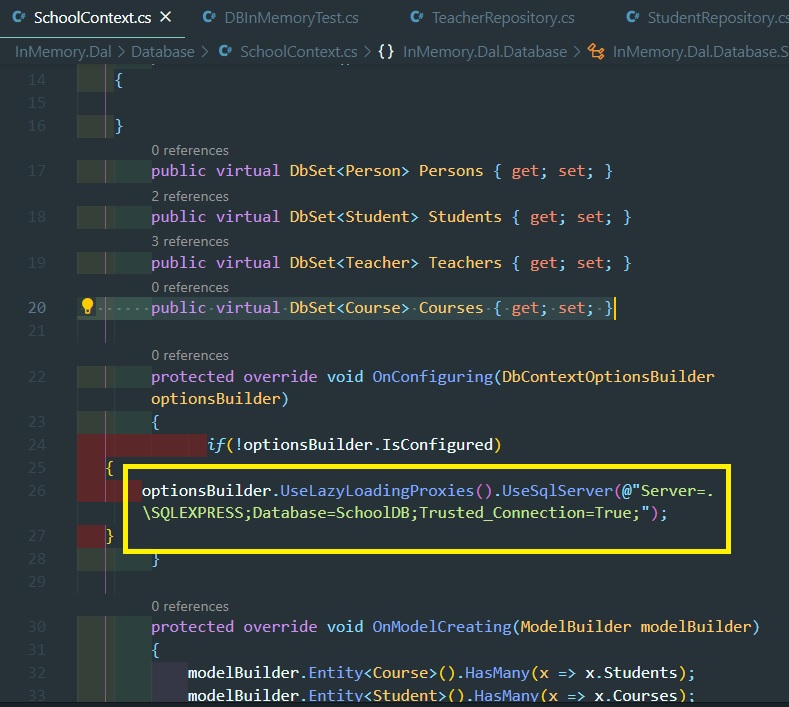 SchoolContext.cs
DBInMemoryTest.cs
TeacherRepository.cs
StudentRepository.cs
InMemory.Dal > Database > SchoolContext.cs > {} InMemory.Dal.Database > InMemory.Dal.Database.S
14 {
15
16 }
0 references
17 public virtual DbSet<Person> Persons { get; set; }
2 references
18 public virtual DbSet<Student> Students { get; set; }
3 references
19 public virtual DbSet<Teacher> Teachers { get; set; }
0 references
20 public virtual DbSet<Course> Courses { get; set; }
21
0 references
22 protected override void OnConfiguring(DbContextOptionsBuilder
optionsBuilder)
23 {
24 if(!optionsBuilder.IsConfigured)
25 {
26 optionsBuilder.UseLazyLoadingProxies().UseSqlServer(@"Server=.
\SQLEXPRESS;Database=SchoolDB;Trusted_Connection=True;");
27 }
28 }
29
0 references
30 protected override void OnModelCreating(ModelBuilder modelBuilder)
31 {
32 modelBuilder.Entity<Course>().HasMany(x => x.Students);
33 modelBuilder.Entity<Student>().HasMany(x => x.Courses);